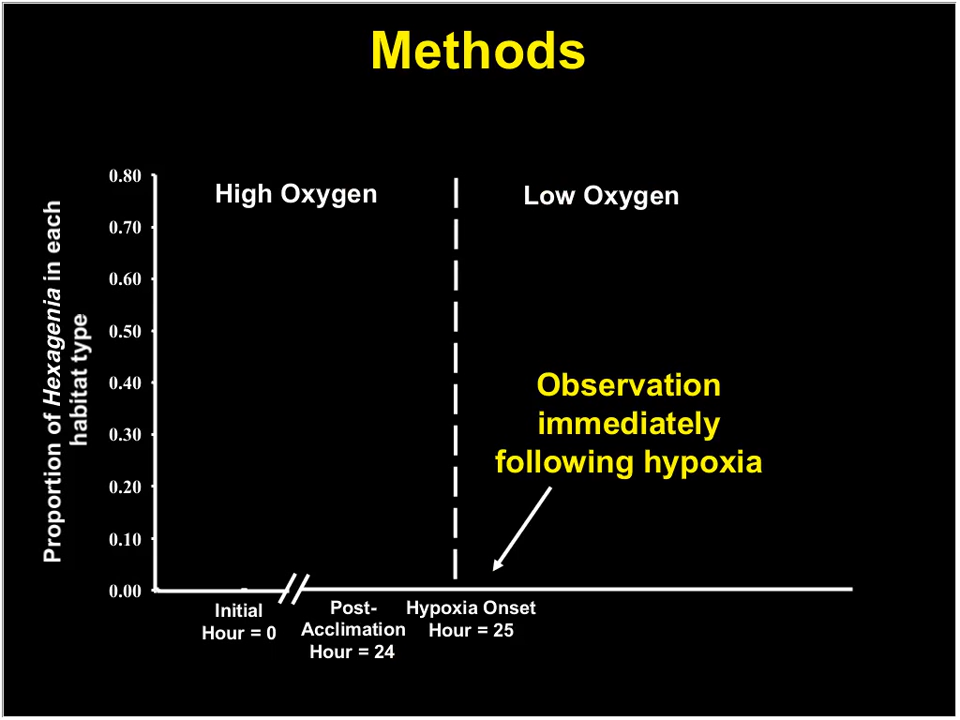 Methods
High Oxygen
Low Oxygen
Proportion of Hexagenia in each
habitat type
0.80
0.70
0.60
0.50
0.40
0.30
0.20
0.10
0.00
Observation
immediately
following hypoxia
Initial
Hour = 0
Post-
Acclimation
Hour = 24
Hypoxia Onset
Hour = 25